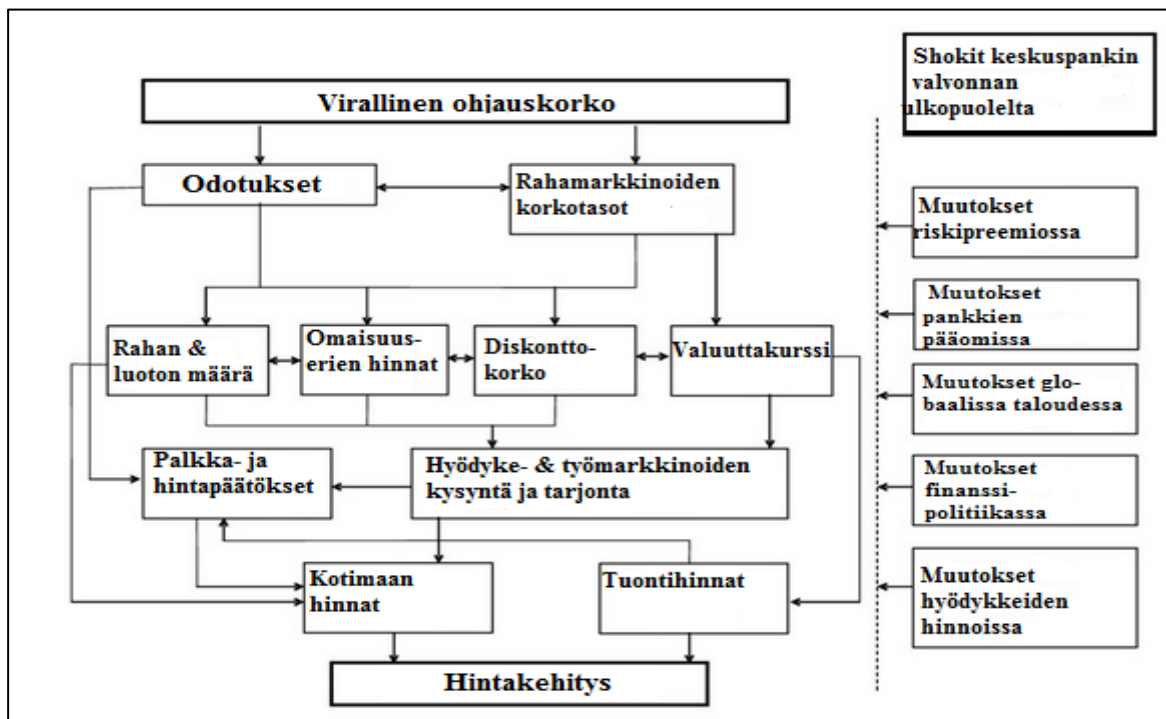 Virallinen ohjauskorko
Odotukset
Rahamarkkinoiden
korkotasot
Rahan &
luoton määrä
Omaisuus-
erien hinnat
Diskontto-
korko
Valuuttakurssi
Palkka- ja
hintapäätökset
Hyödyke- & työmarkkinoiden
kysyntä ja tarjonta
Kotimaan
hinnat
Tuontihinnat
Hintakehitys
Shokit keskuspankin
valvonnan
ulkopuolelta
Muutokset
riskipreemiossa
Muutokset
pankkien
pääomissa
Muutokset glo-
baalissa taloudessa
Muutokset
finanssi-
politiikassa
Muutokset
hyödykkeiden
hinnoissa